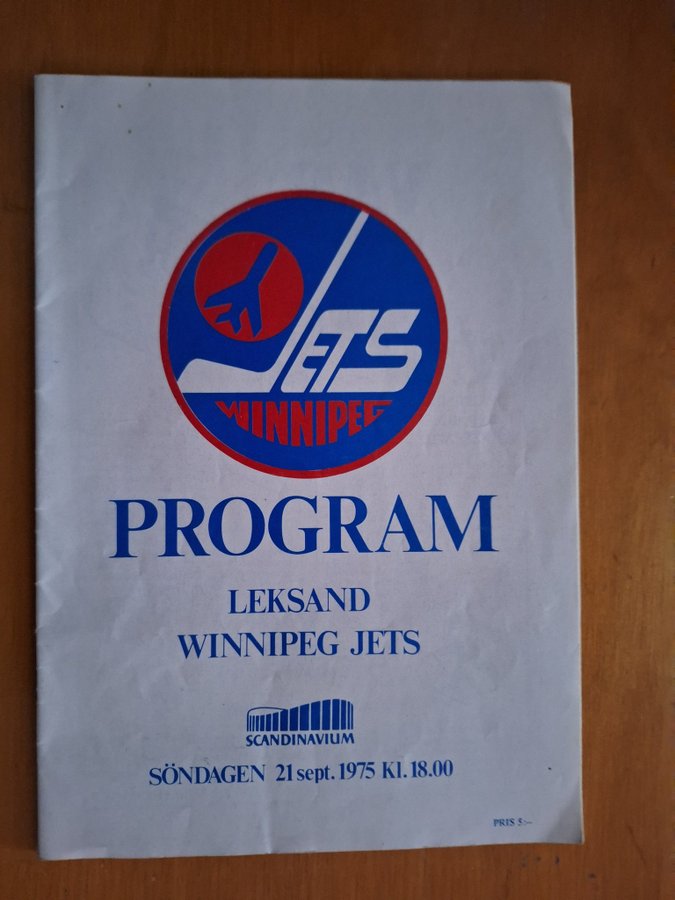 JETS
WINNIPEG
PROGRAM
LEKSAND
WINNIPEG JETS
SCANDINAVIUM
SÖNDAGEN 21 sept. 1975 Kl. 18.00
PRIS 5:-